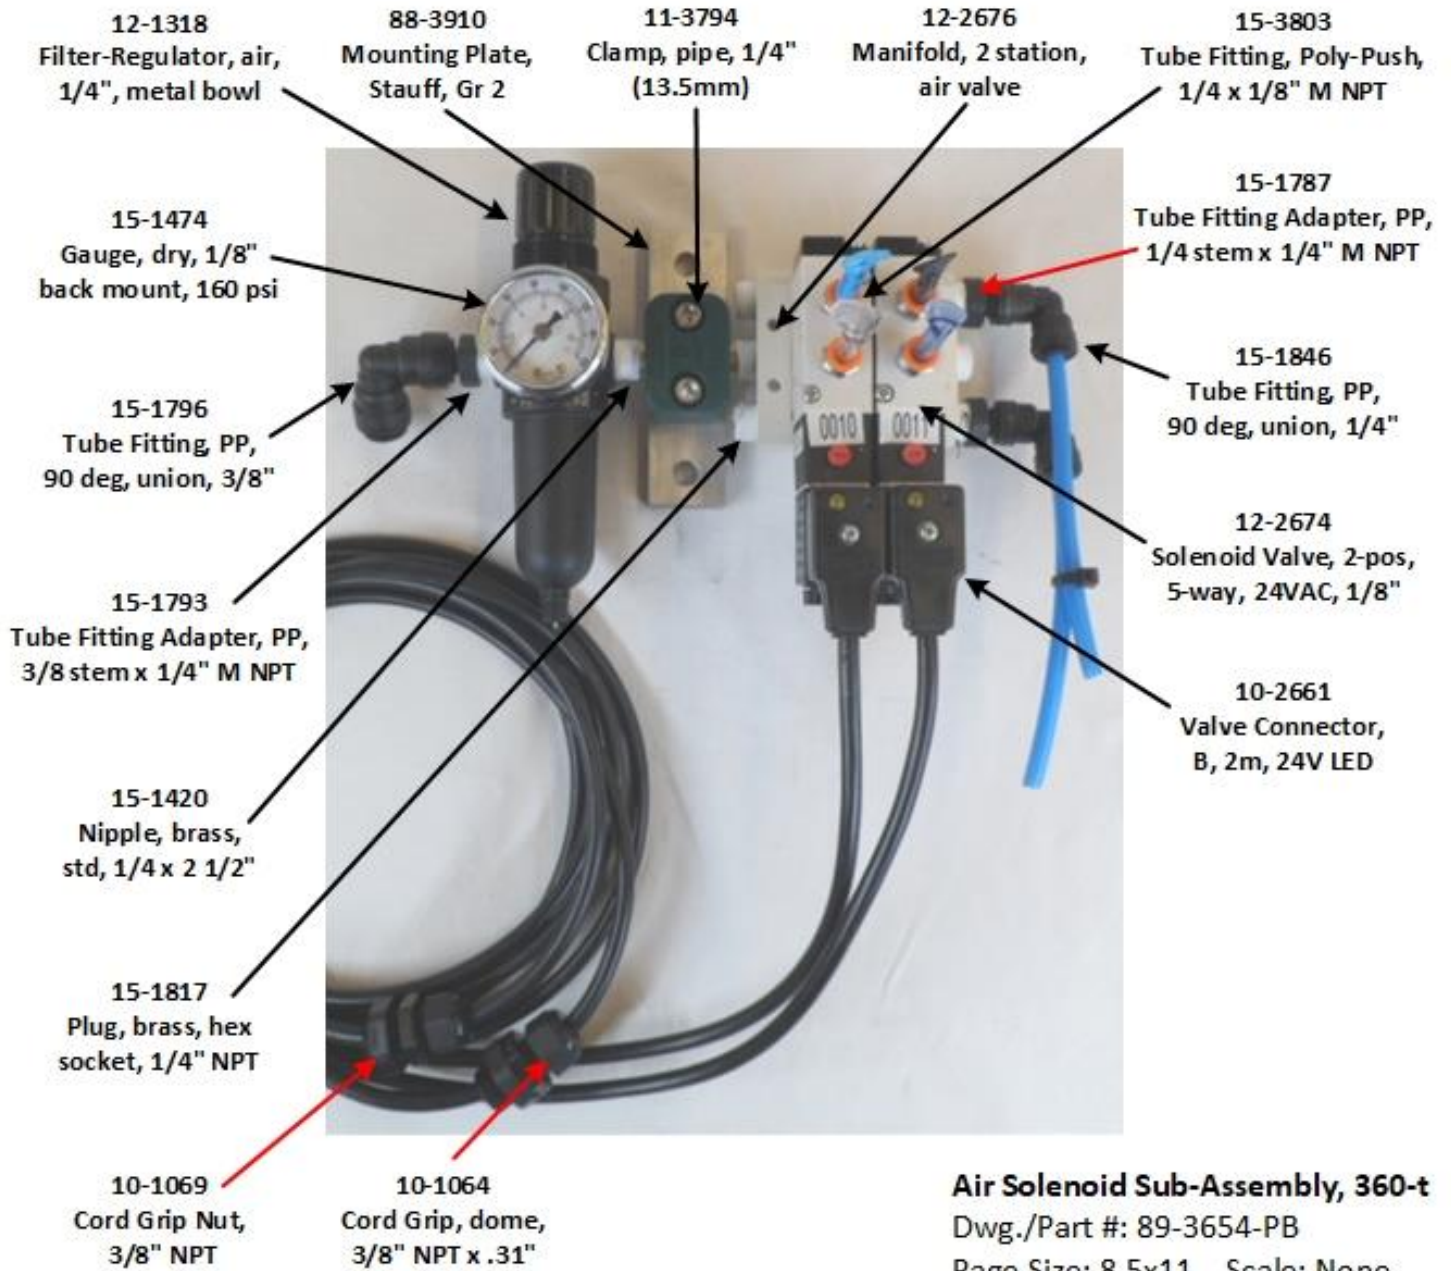 12-1318
Filter-Regulator, air,
1/4", metal bowl
88-3910
Mounting Plate,
Stauff, Gr 2
11-3794
Clamp, pipe, 1/4"
(13.5mm)
12-2676
Manifold, 2 station,
air valve
15-3803
Tube Fitting, Poly-Push,
1/4 x 1/8" M NPT
15-1474
Gauge, dry, 1/8"
back mount, 160 psi
15-1787
Tube Fitting Adapter, PP,
1/4 stem x 1/4" M NPT
15-1796
Tube Fitting, PP,
90 deg, union, 3/8"
15-1846
Tube Fitting, PP,
90 deg, union, 1/4"
0010
0011
12-2674
Solenoid Valve, 2-pos,
5-way, 24VAC, 1/8"
15-1793
Tube Fitting Adapter, PP,
3/8 stem x 1/4" M NPT
10-2661
Valve Connector,
B, 2m, 24V LED
15-1420
Nipple, brass,
std, 1/4 x 2 1/2"
15-1817
Plug, brass, hex
socket, 1/4" NPT
10-1069
Cord Grip Nut,
3/8" NPT
10-1064
Cord Grip, dome,
3/8" NPT x .31"
Air Solenoid Sub-Assembly, 360-t
Dwg./Part #: 89-3654-PB
Page Size: 8.5x11 Scale: None